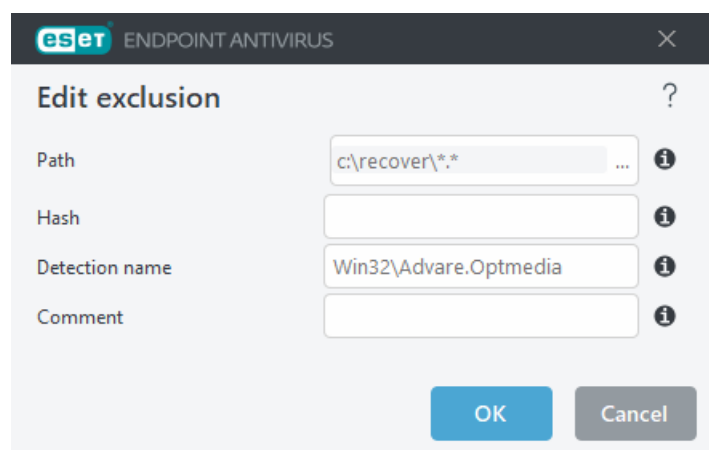 eset ENDPOINT ANTIVIRUS
Edit exclusion ?
Path c:\recover\*.* ...
Hash
Detection name Win32\Advare.Optmedia
Comment
OK Cancel